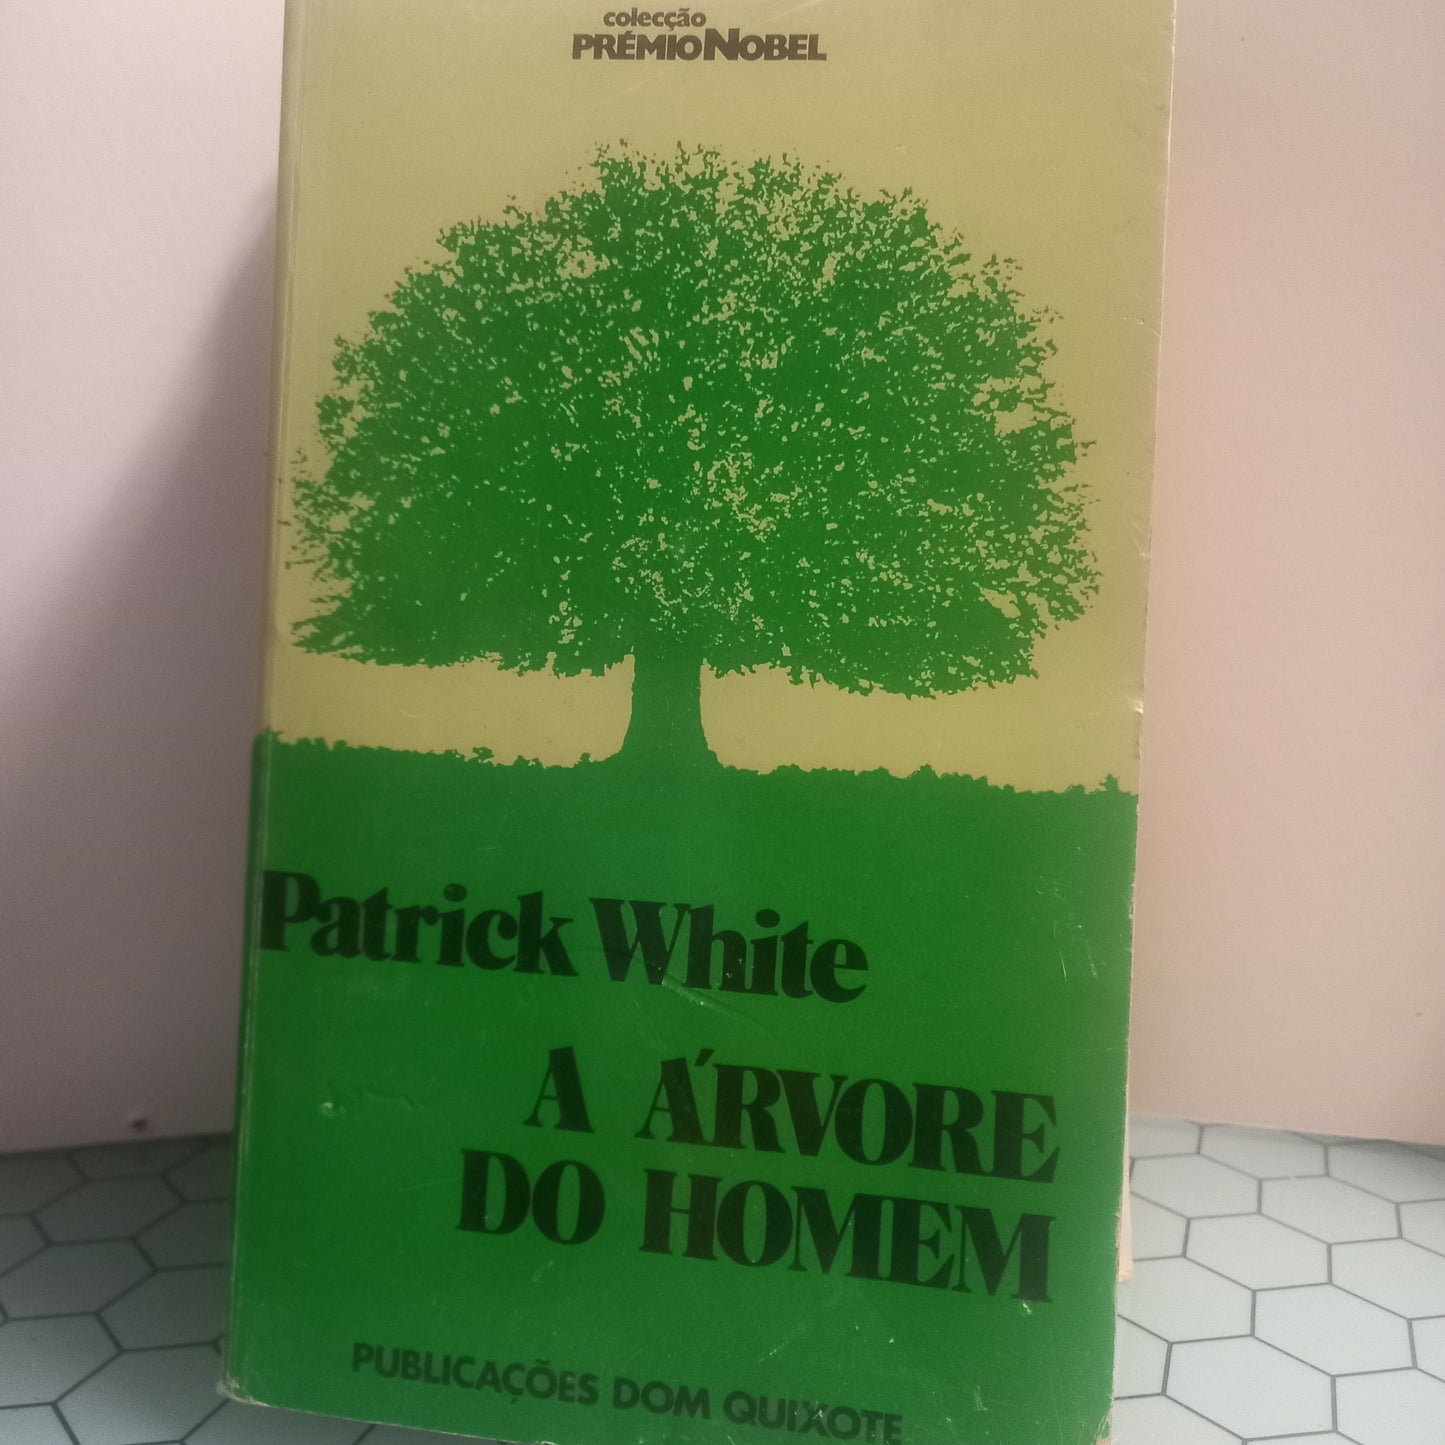 colecção
PRÉMIO NOBEL
Patrick White
A ÁRVORE
DO HOMEM
PUBLICAÇÕES DOM QUIXOTE